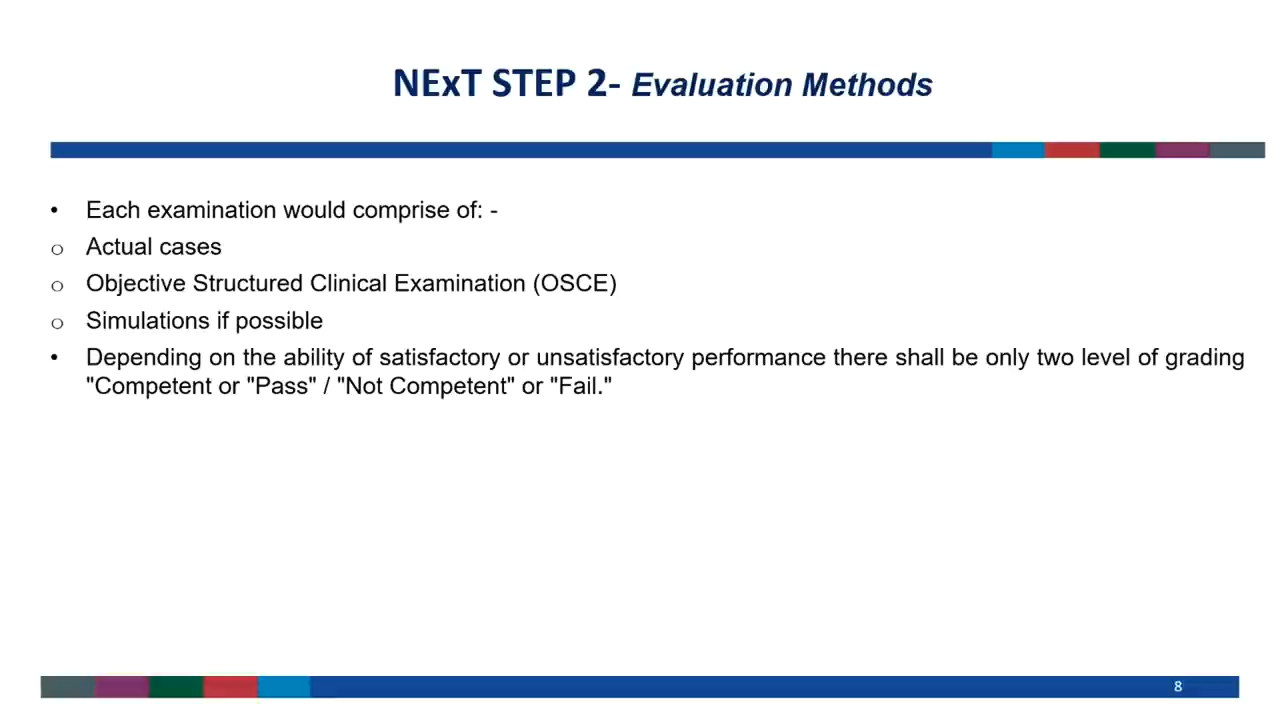 NExT STEP 2- Evaluation Methods
• Each examination would comprise of: -
o Actual cases
o Objective Structured Clinical Examination (OSCE)
o Simulations if possible
• Depending on the ability of satisfactory or unsatisfactory performance there shall be only two level of grading
"Competent or "Pass" / "Not Competent" or "Fail."
8